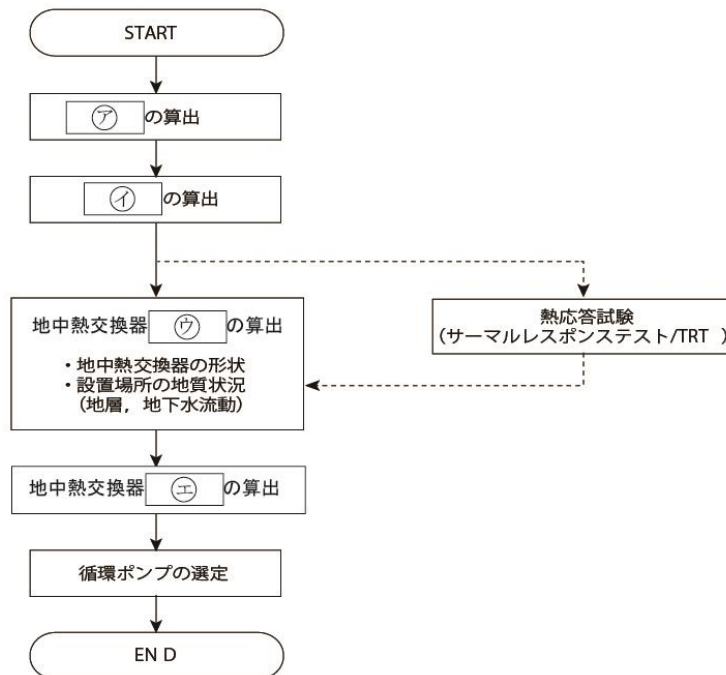 START
㋐の算出
㋑の算出
地中熱交換器㋒の算出
・地中熱交換器の形状
・設置場所の地質状況
(地層，地下水流動)
熱応答試験
(サーマルレスポンステスト/TRT )
地中熱交換器㋓の算出
循環ポンプの選定
EN D